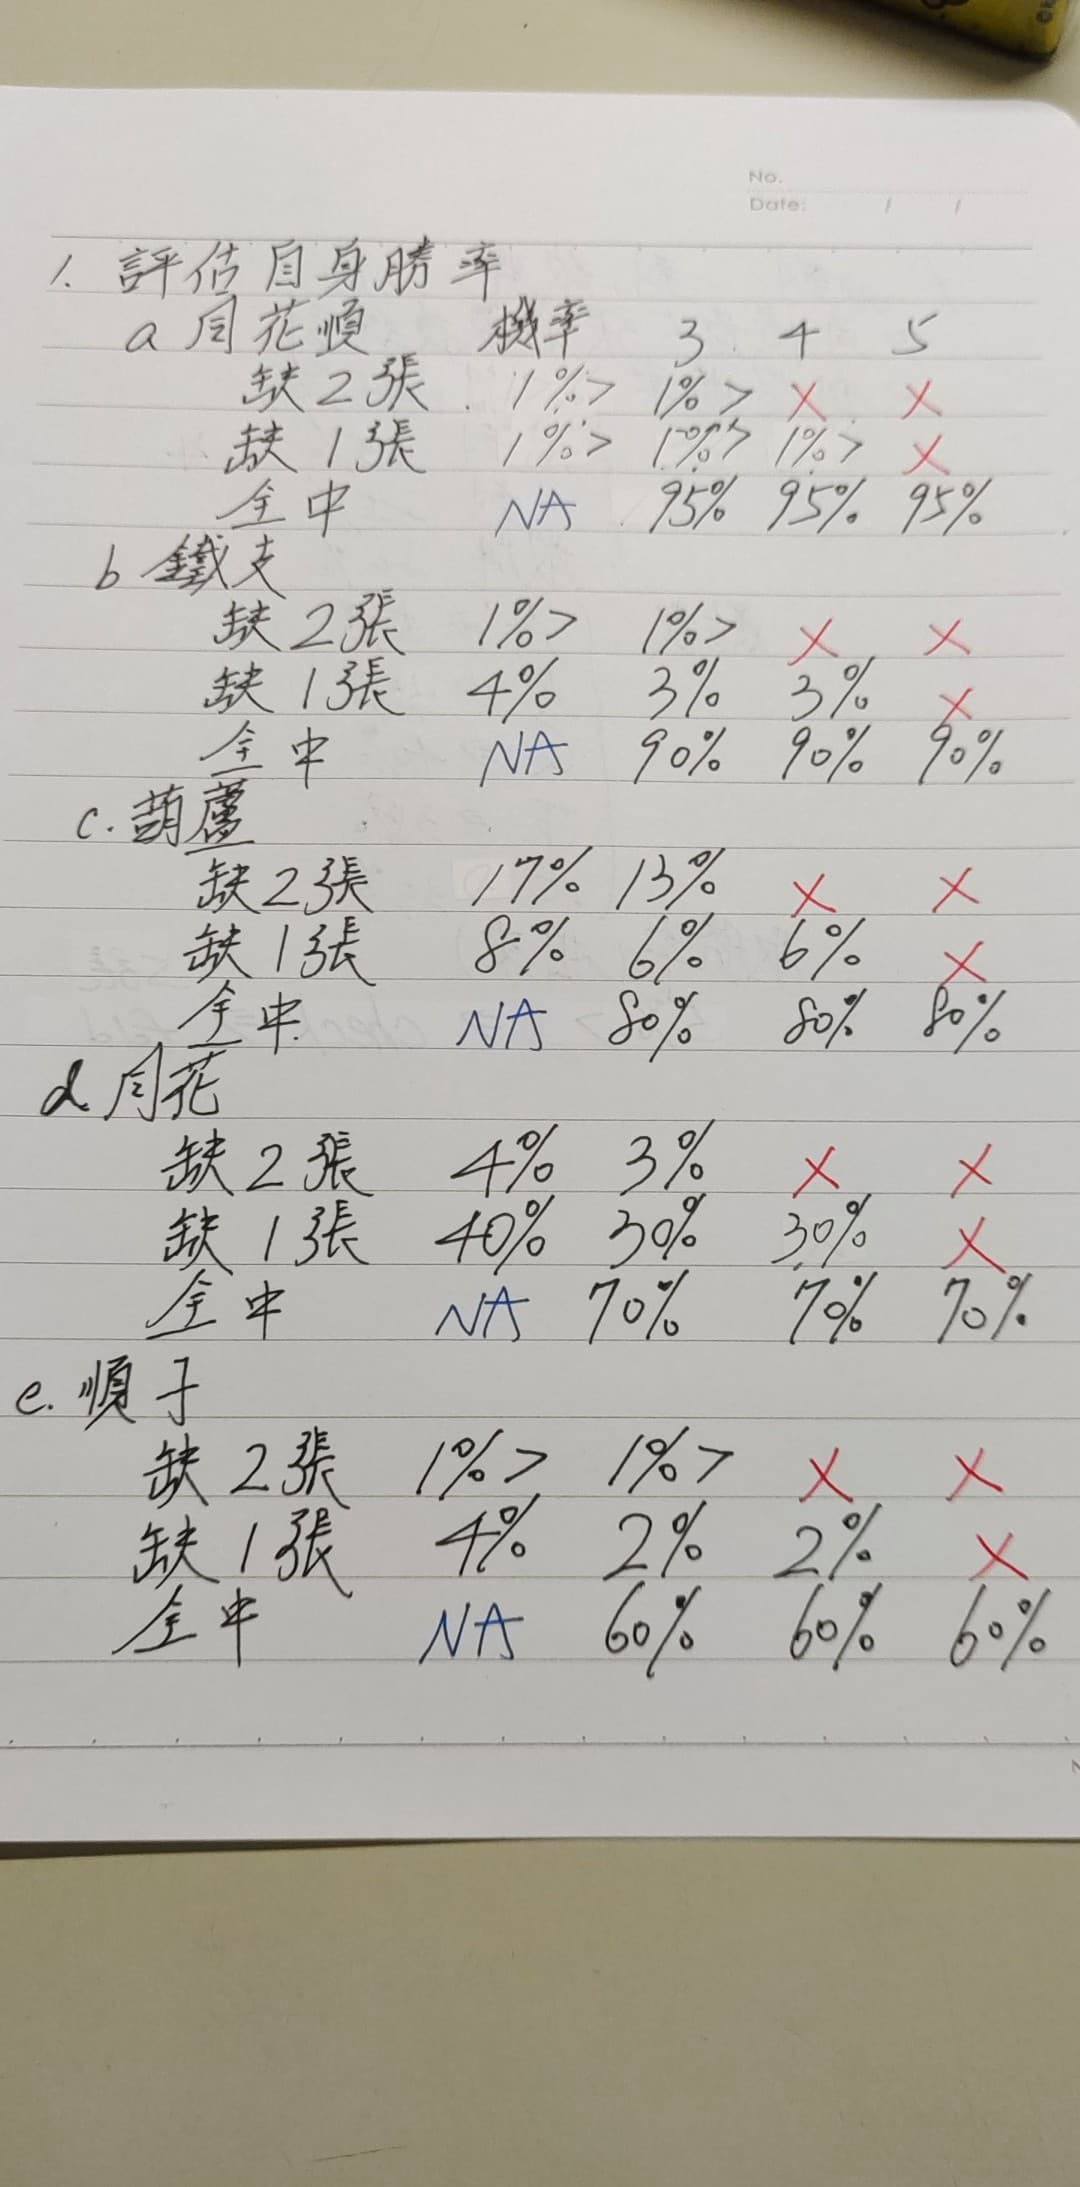 No.
Date: / /
1. 評估自身勝率
a 同花順 機率 3 4 5
缺2張 1%> 1%> X X
缺1張 1%> 1%> 1%> X
全中 NA 95% 95% 95%
b 鐵支
缺2張 1%> 1%> X X
缺1張 4% 3% 3% X
全中 NA 90% 90% 90%
c. 葫蘆
缺2張 17% 13% X X
缺1張 8% 6% 6% X
全中 NA 80% 80% 80%
d. 同花
缺2張 4% 3% X X
缺1張 40% 30% 30% X
全中 NA 70% 70% 70%
e. 順子
缺2張 1%> 1%> X X
缺1張 4% 2% 2% X
全中 NA 60% 60% 60%